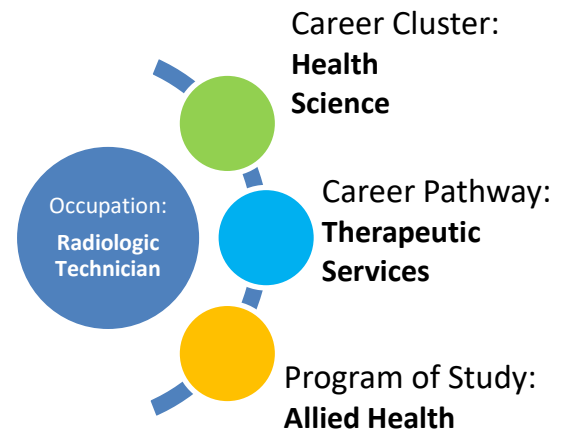 Career Cluster:
Health
Science
Occupation:
Radiologic
Technician
Career Pathway:
Therapeutic
Services
Program of Study:
Allied Health